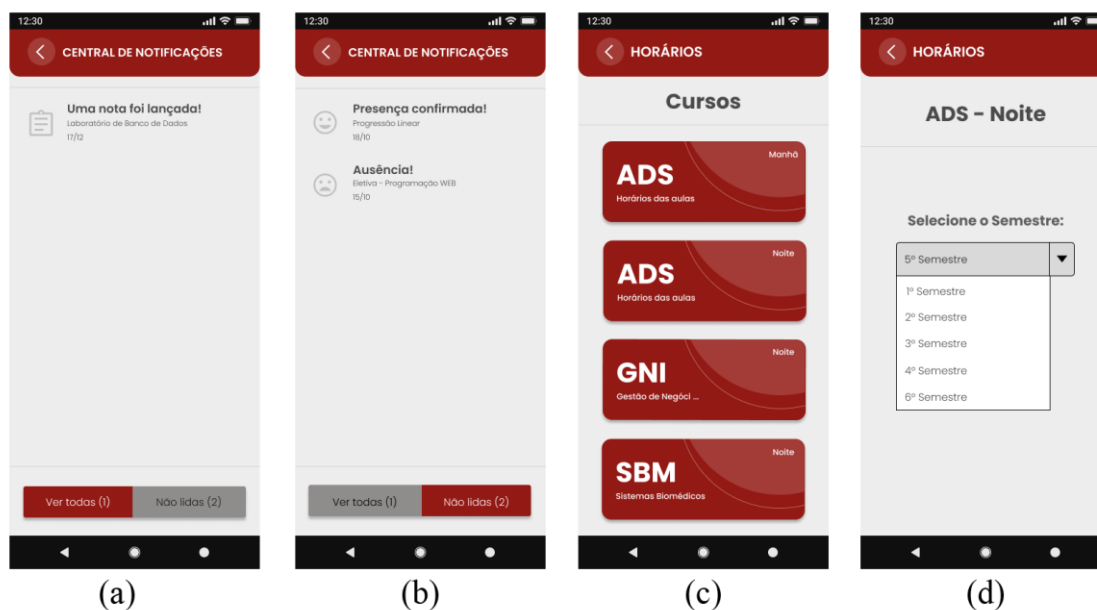 12:30
CENTRAL DE NOTIFICAÇÕES
Uma nota foi lançada!
Laboratório de Banco de Dados
17/12
Ver todas (1)
Não lidas (2)
(a)
12:30
CENTRAL DE NOTIFICAÇÕES
Presença confirmada!
Progressão Linear
18/10
Ausência!
Eletiva - Programação WEB
15/10
Ver todas (1)
Não lidas (2)
(b)
12:30
HORÁRIOS
Cursos
Manhã
ADS
Horários das aulas
Noite
ADS
Horários das aulas
Noite
GNI
Gestão de Negóci ...
Noite
SBM
Sistemas Biomédicos
(c)
12:30
HORÁRIOS
ADS - Noite
Selecione o Semestre:
5º Semestre
1º Semestre
2º Semestre
3º Semestre
4º Semestre
6º Semestre
(d)